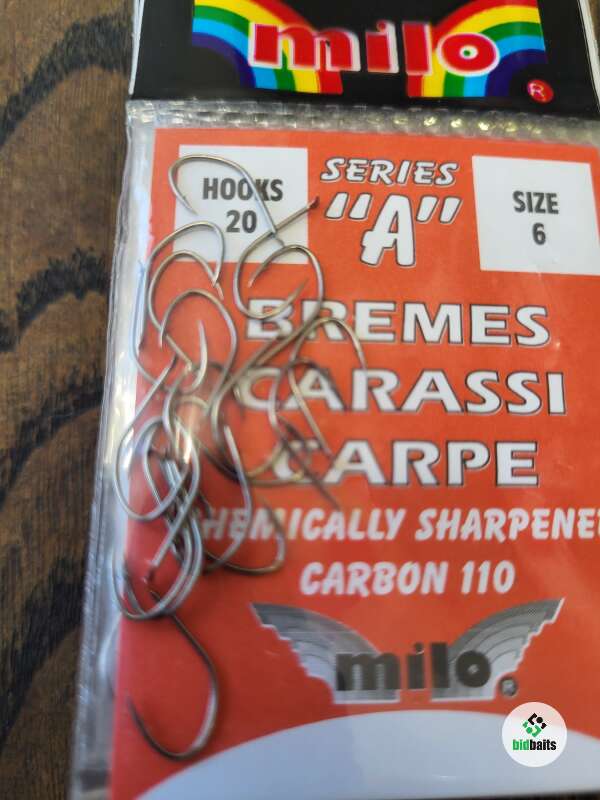 milo
R
HOOKS
20
SERIES
"A"
SIZE
6
BREMES
CARASSI
CARPE
CHEMICALLY SHARPENED
CARBON 110
milo
R
bidbaits